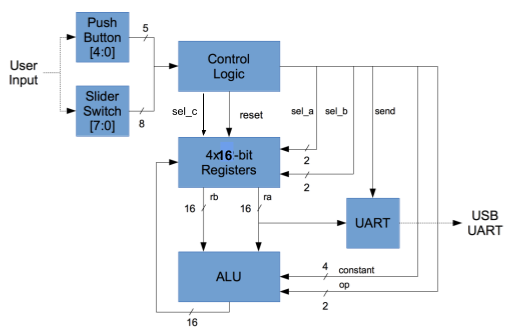 Push
Button
[4:0]
5
User
Input
Control
Logic
Slider
Switch
[7:0]
8
sel_c
reset
sel_a
sel_b
send
4x16-bit
Registers
2
2
rb
ra
16
16
UART
USB
UART
ALU
4
constant
op
2
16